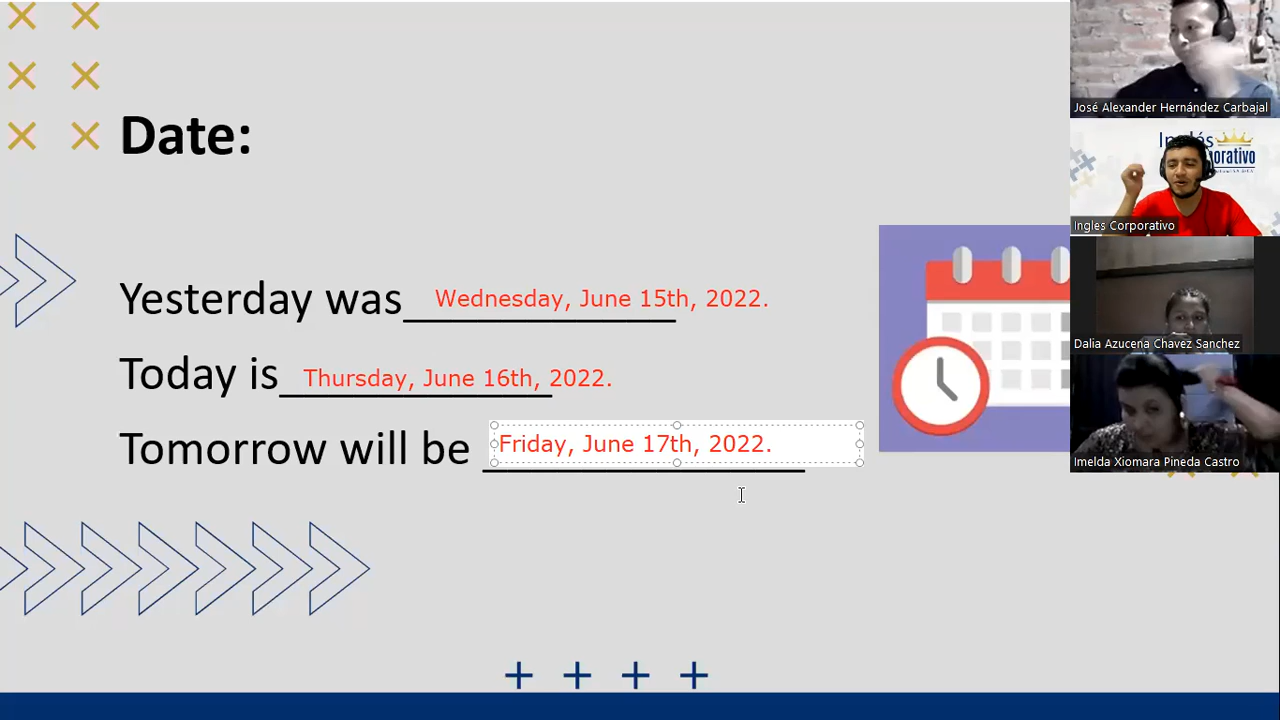 Date:
Yesterday was Wednesday, June 15th, 2022.
Today is Thursday, June 16th, 2022.
Tomorrow will be Friday, June 17th, 2022.
José Alexander Hernández Carbajal
Inglés
Ingles Corporativo
Dalia Azucena Chavez Sanchez
Imelda Xiomara Pineda Castro